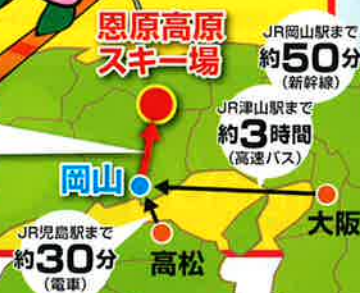 恩原高原
スキー場
JR岡山駅まで
約50分
(新幹線)
JR津山駅まで
約3時間
(高速バス)
岡山
大阪
高松
JR児島駅まで
約30分
(電車)